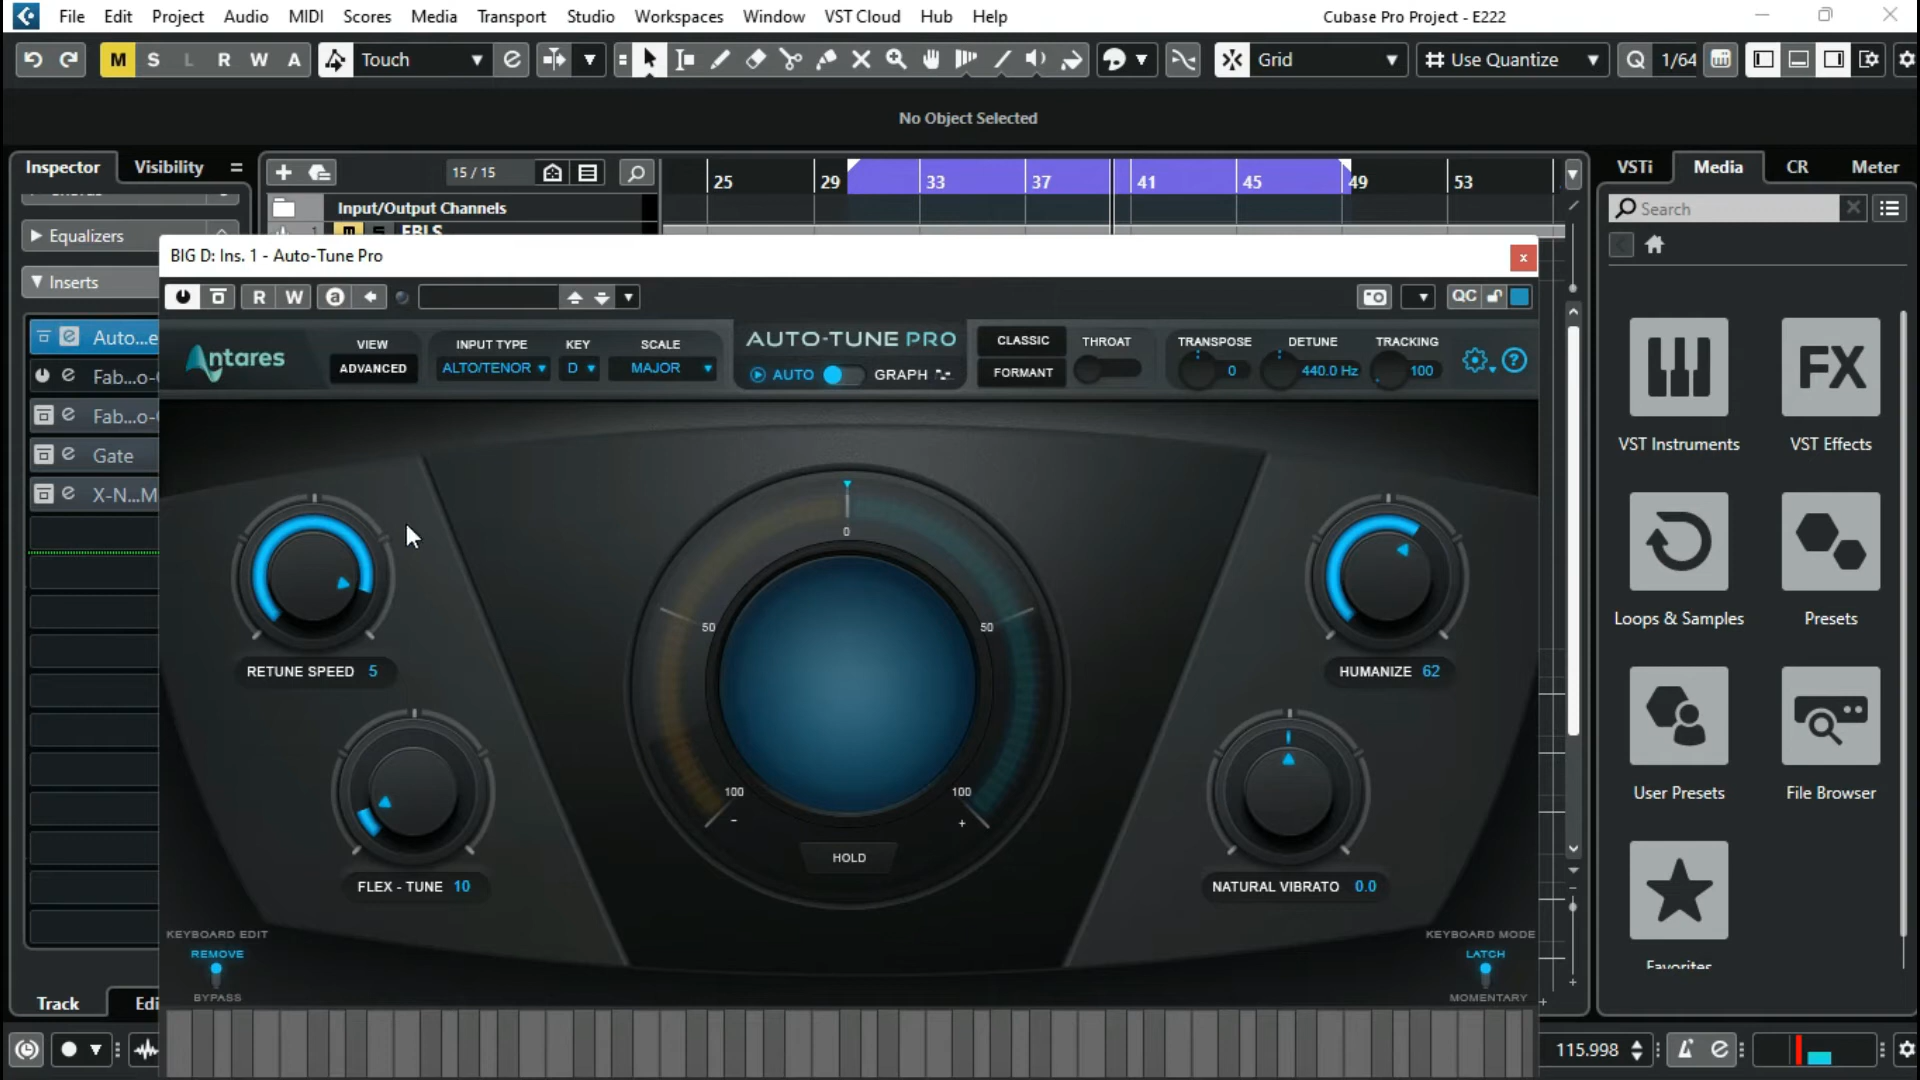 File Edit Project Audio MIDI Scores Media Transport Studio Workspaces Window VST Cloud Hub Help Cubase Pro Project - E222
M S L R W A Touch Grid Use Quantize Q 1/64
No Object Selected
Inspector Visibility 15 / 15 25 29 33 37 41 45 49 53 VSTi Media CR Meter
Input/Output Channels
Search
Equalizers
1 M S
BIG D: Ins. 1 - Auto-Tune Pro x
Inserts
R W a QC
Auto...e
Antares
VIEW INPUT TYPE KEY SCALE AUTO-TUNE PRO CLASSIC THROAT TRANSPOSE DETUNE TRACKING
ADVANCED ALTO/TENOR D MAJOR AUTO GRAPH FORMANT 0 440.0 Hz 100 ?
Fab...o-
Fab...o-
Gate
X-N...M
FX
VST Instruments VST Effects
0
50 50
Loops & Samples Presets
RETUNE SPEED 5
HUMANIZE 62
100 100
- +
User Presets File Browser
HOLD
FLEX - TUNE 10
NATURAL VIBRATO 0.0
KEYBOARD EDIT KEYBOARD MODE
REMOVE LATCH
BYPASS MOMENTARY
Favorites
Track Edi
115.998